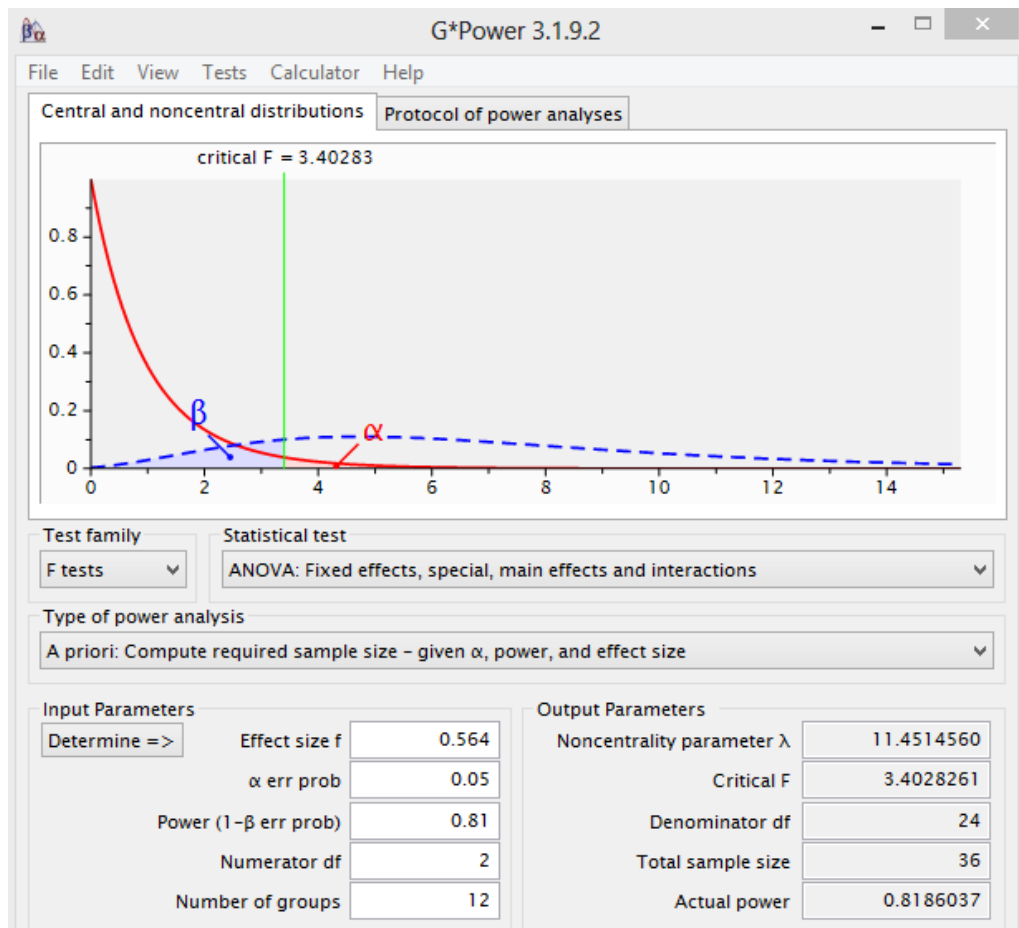 βα G*Power 3.1.9.2
File Edit View Tests Calculator Help
Central and noncentral distributions Protocol of power analyses
critical F = 3.40283
0.8
0.6
0.4
0.2
β
α
0
0 2 4 6 8 10 12 14
Test family Statistical test
F tests ANOVA: Fixed effects, special, main effects and interactions
Type of power analysis
A priori: Compute required sample size – given α, power, and effect size
Input Parameters Output Parameters
Determine => Effect size f 0.564 Noncentrality parameter λ 11.4514560
α err prob 0.05 Critical F 3.4028261
Power (1-β err prob) 0.81 Denominator df 24
Numerator df 2 Total sample size 36
Number of groups 12 Actual power 0.8186037